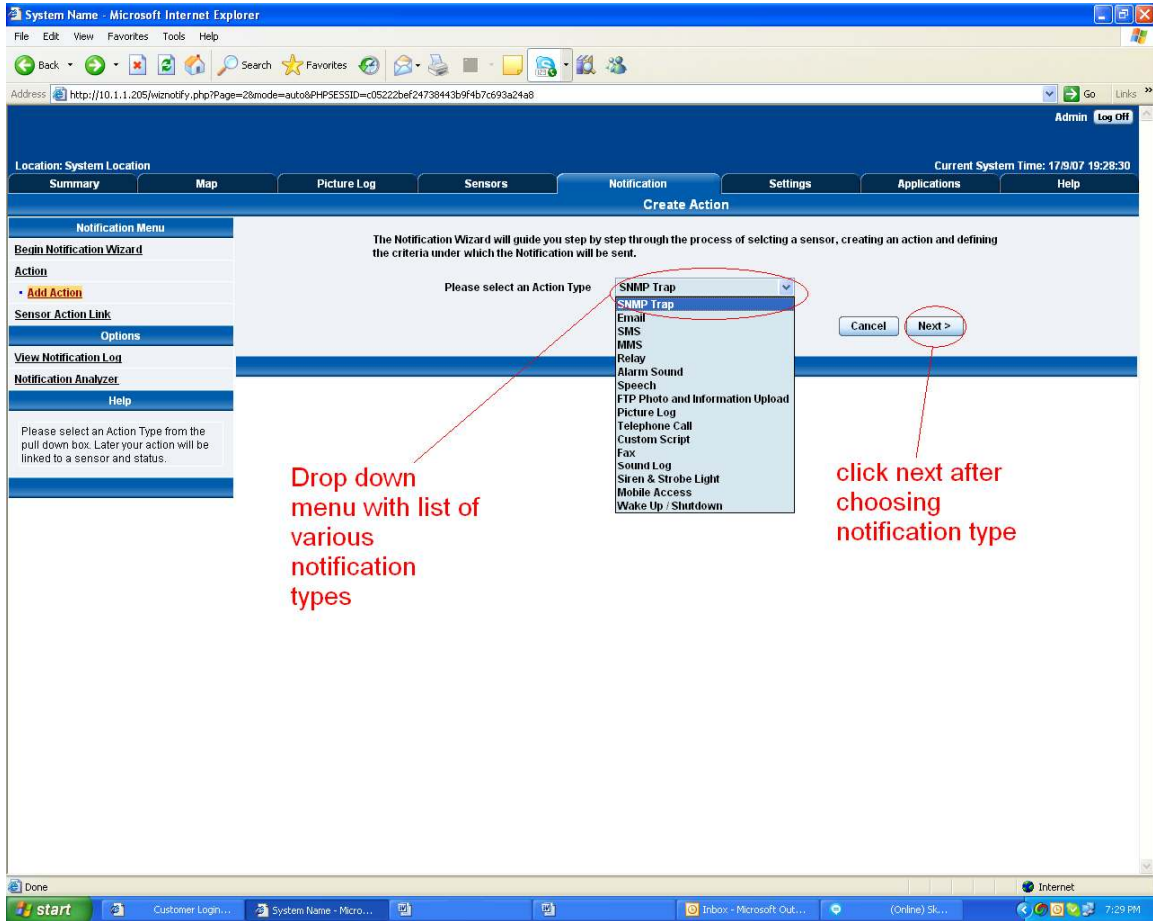 System Name - Microsoft Internet Explorer
File Edit View Favorites Tools Help
Back Search Favorites
Address http://10.1.1.205/wiznotify.php?Page=2&mode=auto&PHPSESSID=c05222bef24738443b9f4b7c693a24a8 Go Links »
Admin Log Off
Location: System Location Current System Time: 17/9/07 19:28:30
Summary Map Picture Log Sensors Notification Settings Applications Help
Create Action
Notification Menu
Begin Notification Wizard
Action
Add Action
Sensor Action Link
Options
View Notification Log
Notification Analyzer
Help
Please select an Action Type from the
pull down box. Later your action will be
linked to a sensor and status.
The Notification Wizard will guide you step by step through the process of selcting a sensor, creating an action and defining
the criteria under which the Notification will be sent.
Please select an Action Type SNMP Trap
SNMP Trap
Email
SMS
MMS
Relay
Alarm Sound
Speech
FTP Photo and Information Upload
Picture Log
Telephone Call
Custom Script
Fax
Sound Log
Siren & Strobe Light
Mobile Access
Wake Up / Shutdown
Cancel Next >
Drop down
menu with list of
various
notification
types
click next after
choosing
notification type
Done Internet
start Customer Login... System Name - Micro... Inbox - Microsoft Out... (Online) Sk... 7:29 PM